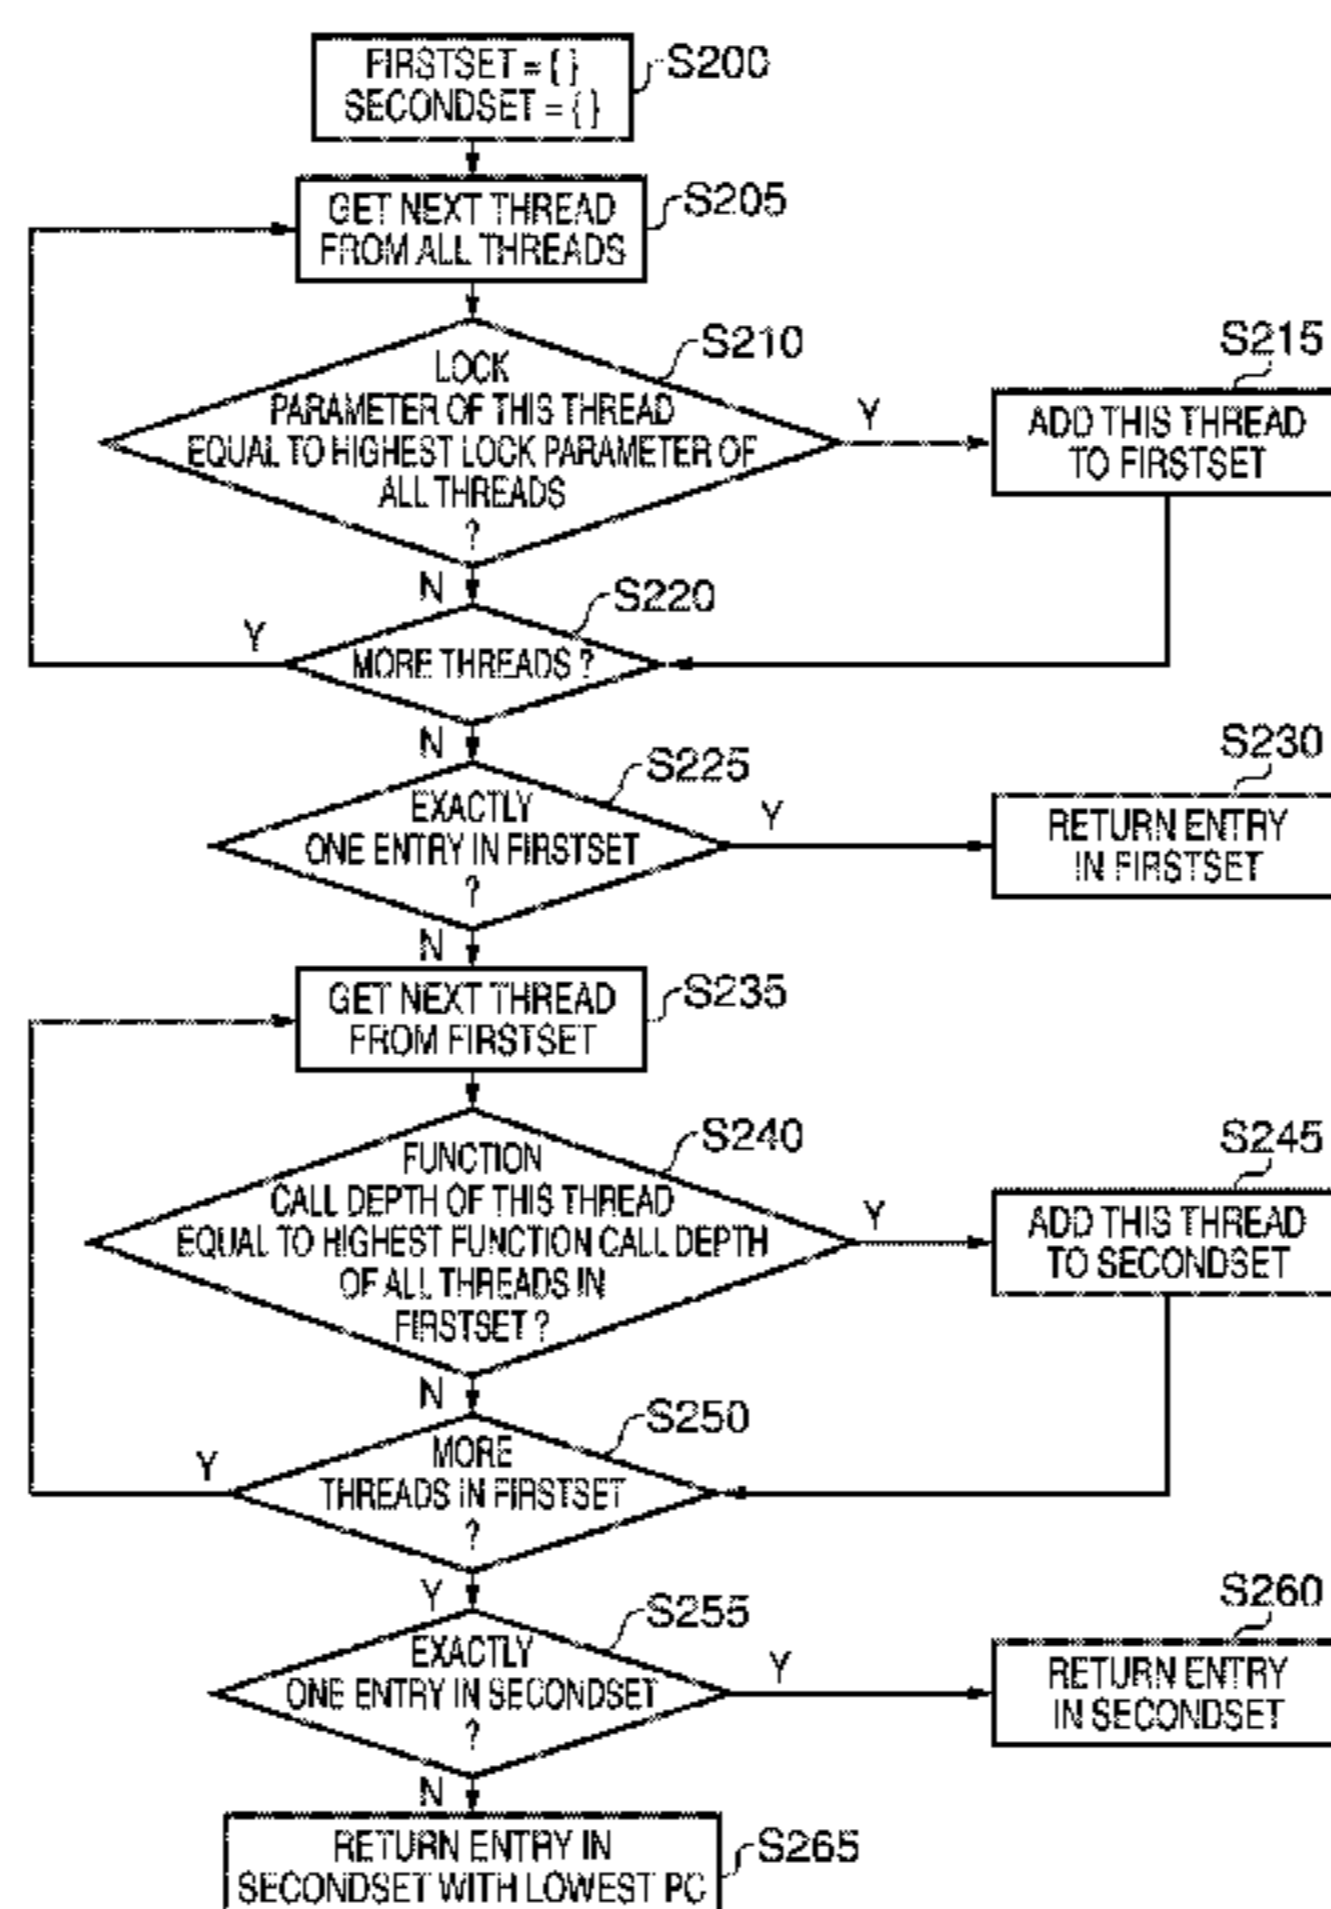 FIRSTSET = { }
SECONDSET = { }
S200
GET NEXT THREAD
FROM ALL THREADS
S205
LOCK
PARAMETER OF THIS THREAD
EQUAL TO HIGHEST LOCK PARAMETER OF
ALL THREADS
?
S210
Y
S215
ADD THIS THREAD
TO FIRSTSET
N
S220
Y
MORE THREADS ?
N
S225
EXACTLY
ONE ENTRY IN FIRSTSET
?
Y
S230
RETURN ENTRY
IN FIRSTSET
N
GET NEXT THREAD
FROM FIRSTSET
S235
FUNCTION
CALL DEPTH OF THIS THREAD
EQUAL TO HIGHEST FUNCTION CALL DEPTH
OF ALL THREADS IN
FIRSTSET ?
S240
Y
S245
ADD THIS THREAD
TO SECONDSET
N
S250
Y
MORE
THREADS IN FIRSTSET
?
Y
S255
EXACTLY
ONE ENTRY IN SECONDSET
?
Y
S260
RETURN ENTRY
IN SECONDSET
N
RETURN ENTRY IN
SECONDSET WITH LOWEST PC
S265